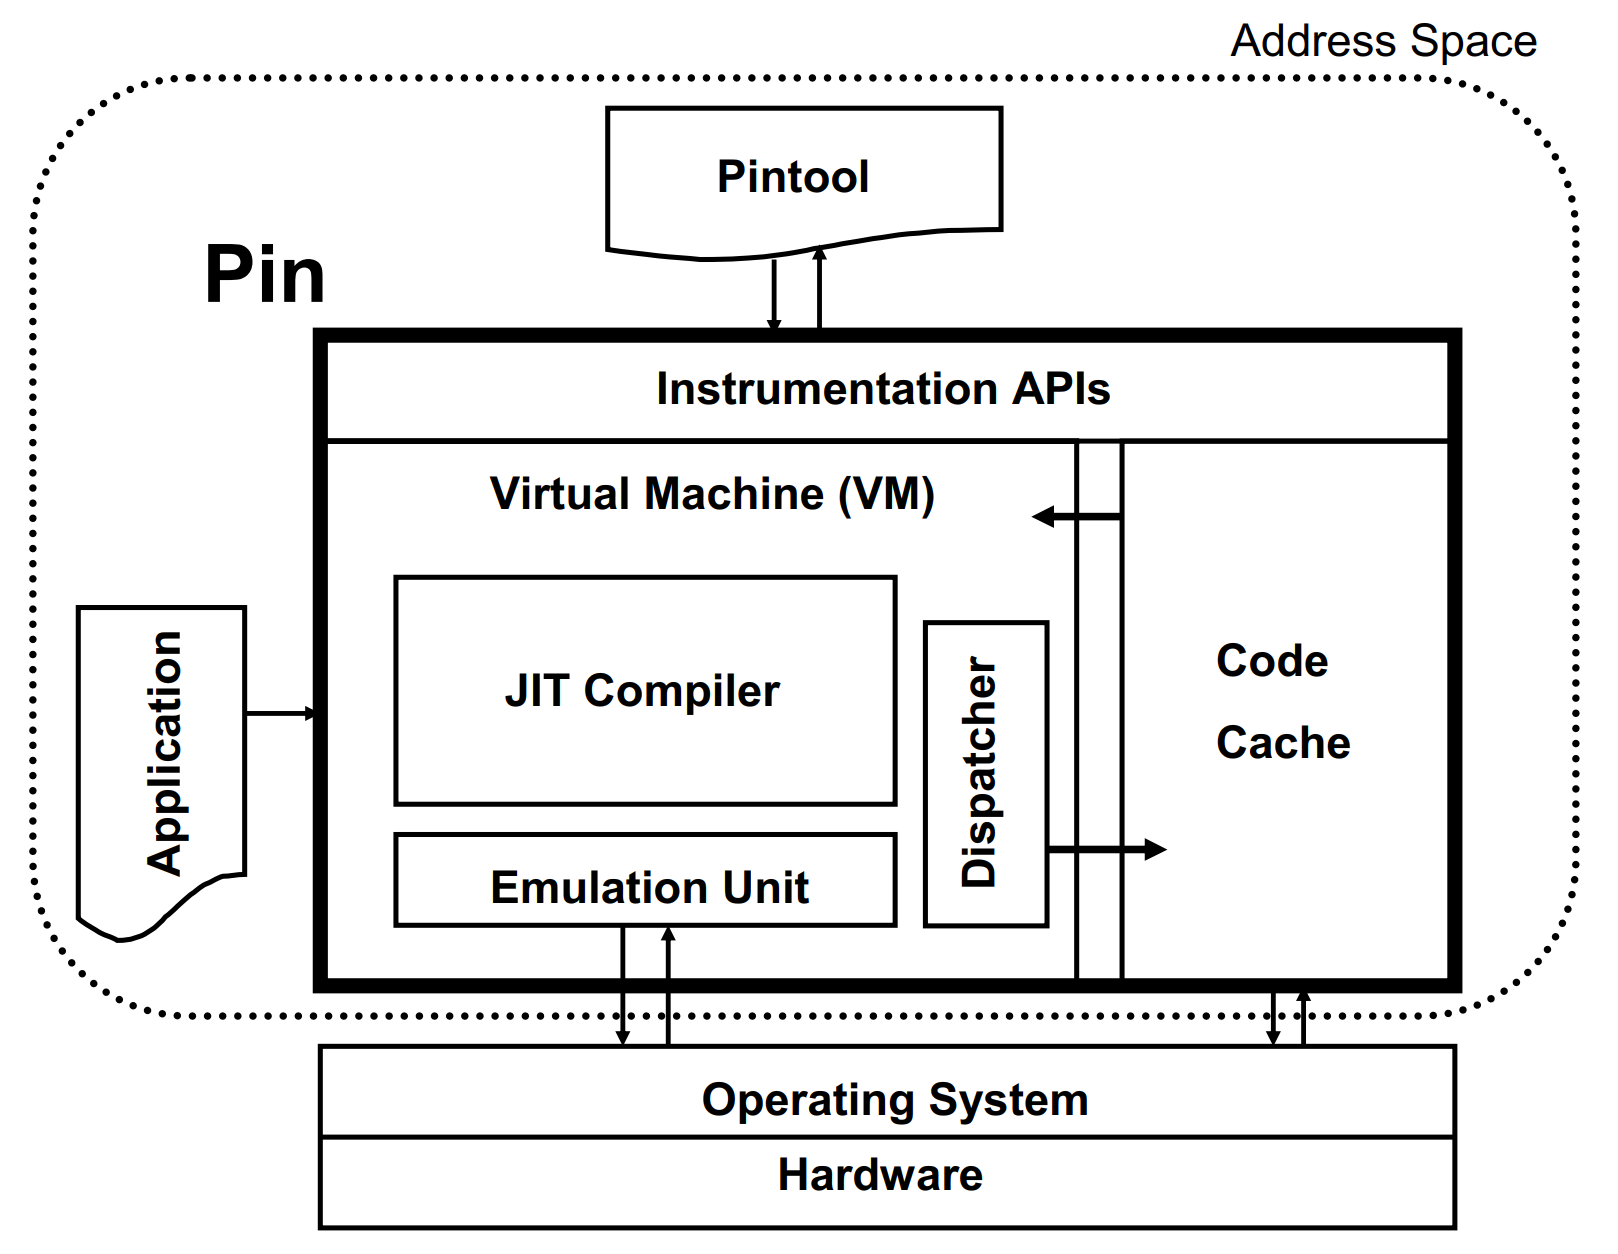 Address Space
Pintool
Pin
Instrumentation APIs
Virtual Machine (VM)
Application
JIT Compiler
Dispatcher
Code
Cache
Emulation Unit
Operating System
Hardware